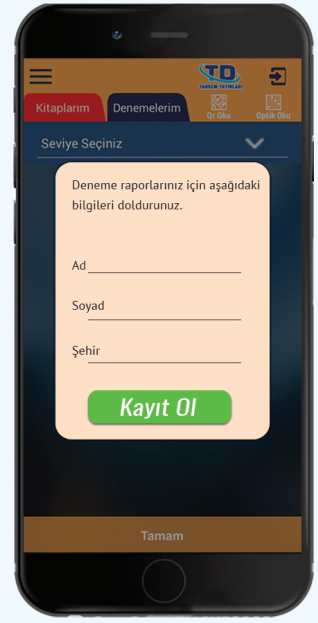 TD
TANDEM YAYINLARI
Kitaplarım
Denemelerim
Qr Oku
Optik Oku
Seviye Seçiniz
Deneme raporlarınız için aşağıdaki
bilgileri doldurunuz.
Ad
Soyad
Şehir
Kayıt Ol
Tamam